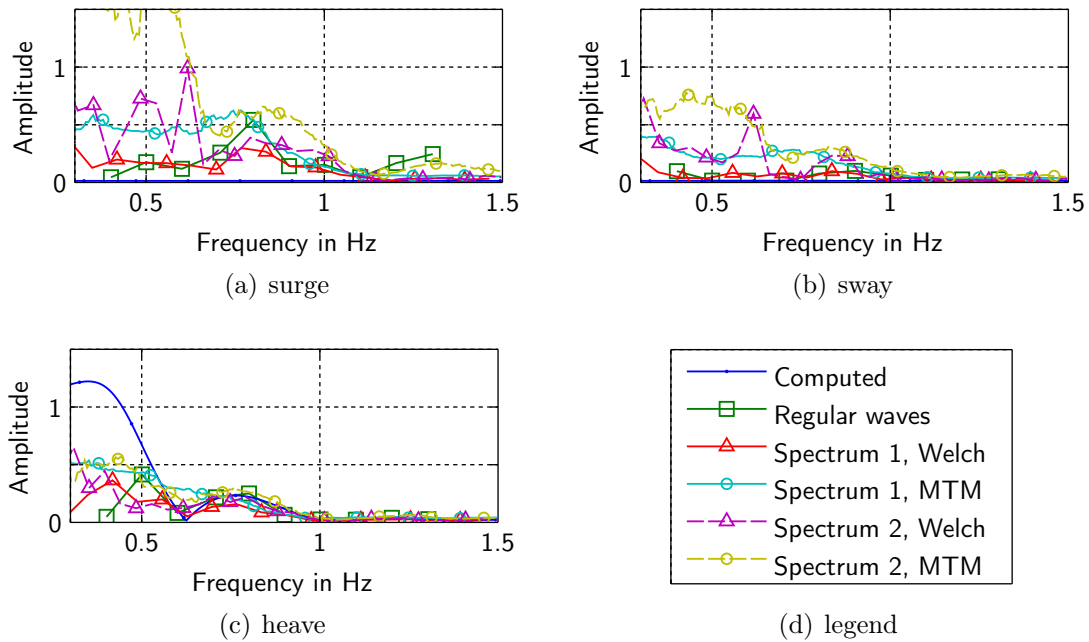 Amplitude
1
0
0.5
1
1.5
Frequency in Hz
(a) surge
Amplitude
1
0
0.5
1
1.5
Frequency in Hz
(b) sway
Amplitude
1
0
0.5
1
1.5
Frequency in Hz
(c) heave
Computed
Regular waves
Spectrum 1, Welch
Spectrum 1, MTM
Spectrum 2, Welch
Spectrum 2, MTM
(d) legend